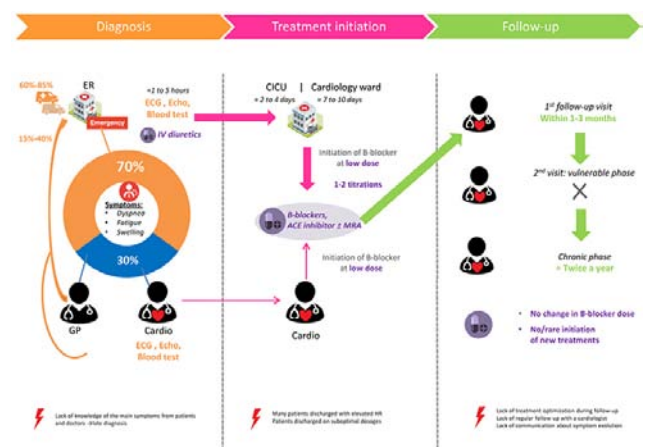 Diagnosis
Treatment initiation
Follow-up
60%-85%
ER
15%-40%
Emergency
≈1 to 5 hours
ECG , Echo,
Blood test
IV diuretics
70%
Symptoms:
• Dyspnea
• Fatigue
• Swelling
30%
GP
Cardio
ECG , Echo,
Blood test
Lack of knowledge of the main symptoms from patients
and doctors →late diagnosis
CICU | Cardiology ward
≈ 2 to 4 days
≈ 7 to 10 days
Initiation of B-blocker
at low dose
1-2 titrations
B-blockers,
ACE inhibitor ± MRA
Initiation of B-blocker
at low dose
Cardio
Many patients discharged with elevated HR
Patients discharged on suboptimal dosages
1st follow-up visit
Within 1-3 months
2nd visit: vulnerable phase
Chronic phase
≈ Twice a year
• No change in B-blocker dose
• No/rare initiation
of new treatments
Lack of treatment optimization during follow-up
Lack of regular follow up with a cardiologist
Lack of communication about symptom evolution